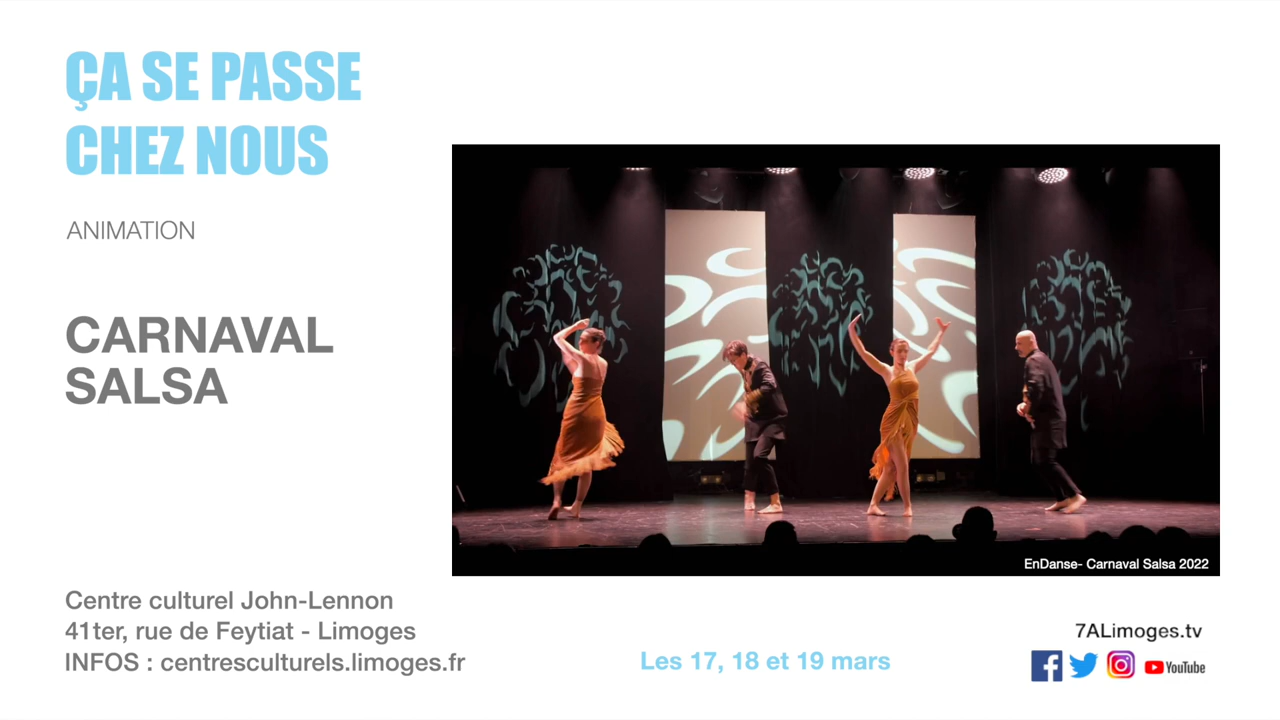 ÇA SE PASSE
CHEZ NOUS
ANIMATION
CARNAVAL
SALSA
EnDanse- Carnaval Salsa 2022
Centre culturel John-Lennon
41ter, rue de Feytiat - Limoges
INFOS : centresculturels.limoges.fr
Les 17, 18 et 19 mars
7ALimoges.tv
YouTube